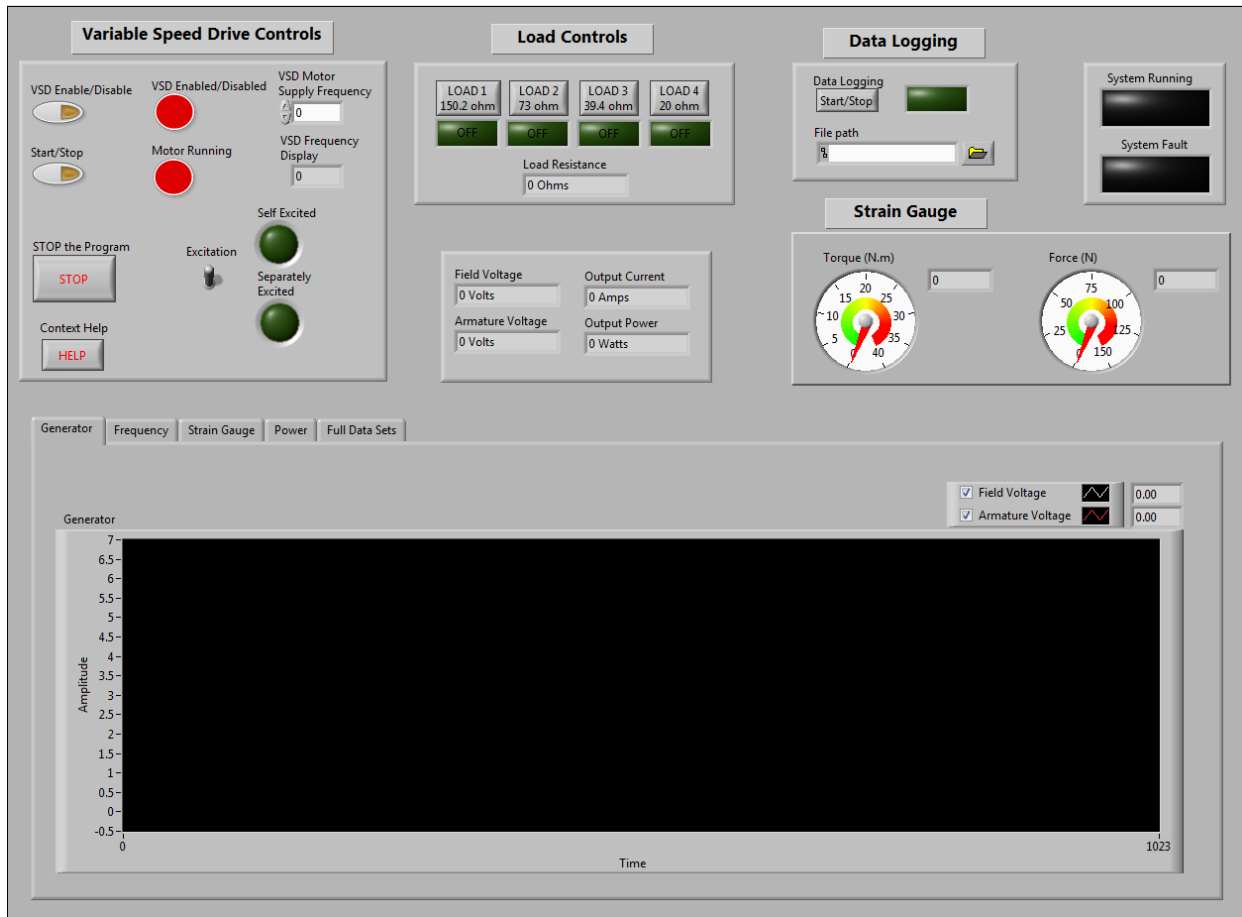 Variable Speed Drive Controls
VSD Enable/Disable
VSD Enabled/Disabled
VSD Motor
Supply Frequency
0
Start/Stop
Motor Running
VSD Frequency
Display
0
Self Excited
STOP the Program
STOP
Excitation
Separately
Excited
Context Help
HELP
Load Controls
LOAD 1
150.2 ohm
LOAD 2
73 ohm
LOAD 3
39.4 ohm
LOAD 4
20 ohm
OFF
OFF
OFF
OFF
Load Resistance
0 Ohms
Field Voltage
0 Volts
Output Current
0 Amps
Armature Voltage
0 Volts
Output Power
0 Watts
Data Logging
Data Logging
Start/Stop
File path
System Running
System Fault
Strain Gauge
Torque (N.m)
0
0
5
10
15
20
25
30
35
40
Force (N)
0
0
25
50
75
100
125
150
Generator
Frequency
Strain Gauge
Power
Full Data Sets
Field Voltage
0.00
Armature Voltage
0.00
Generator
7
6.5
6
5.5
5
4.5
4
3.5
3
2.5
2
1.5
1
0.5
0
-0.5
Amplitude
0
1023
Time